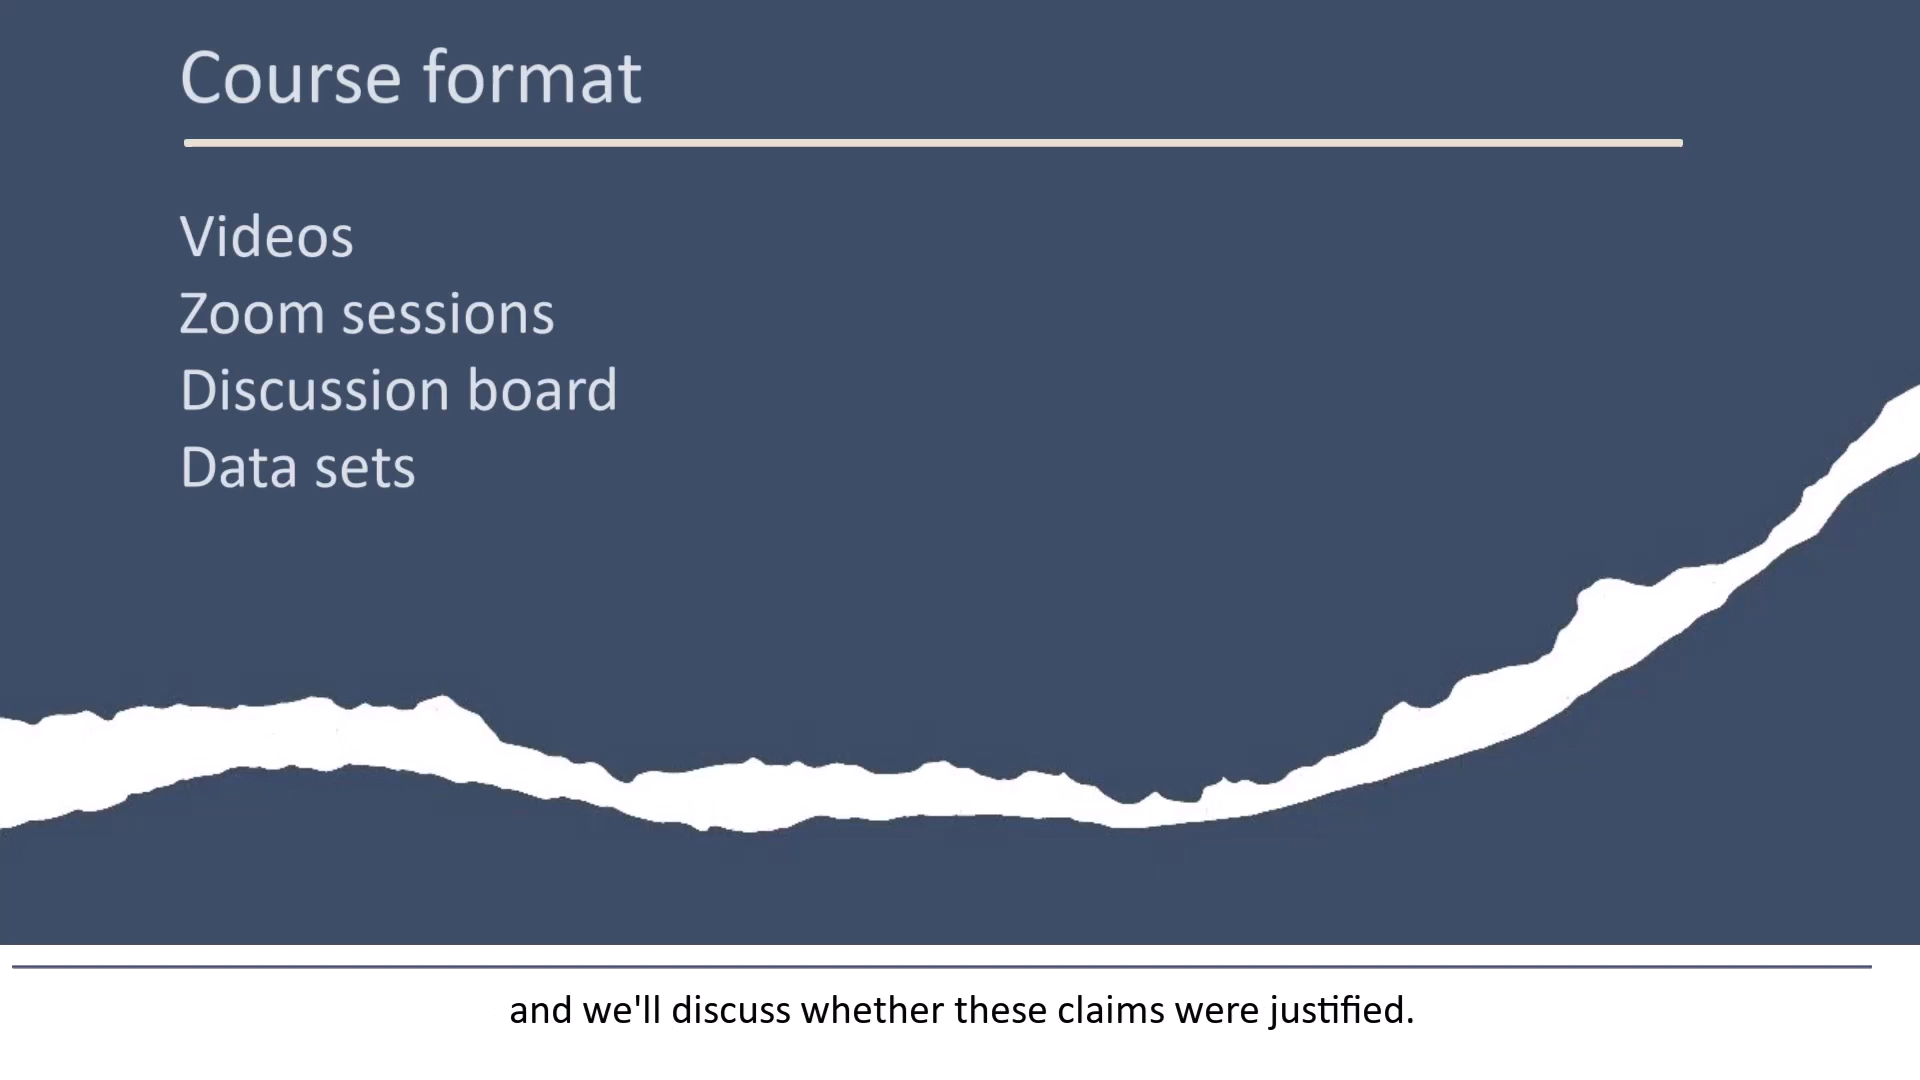 Course format
Videos
Zoom sessions
Discussion board
Data sets
and we'll discuss whether these claims were justified.